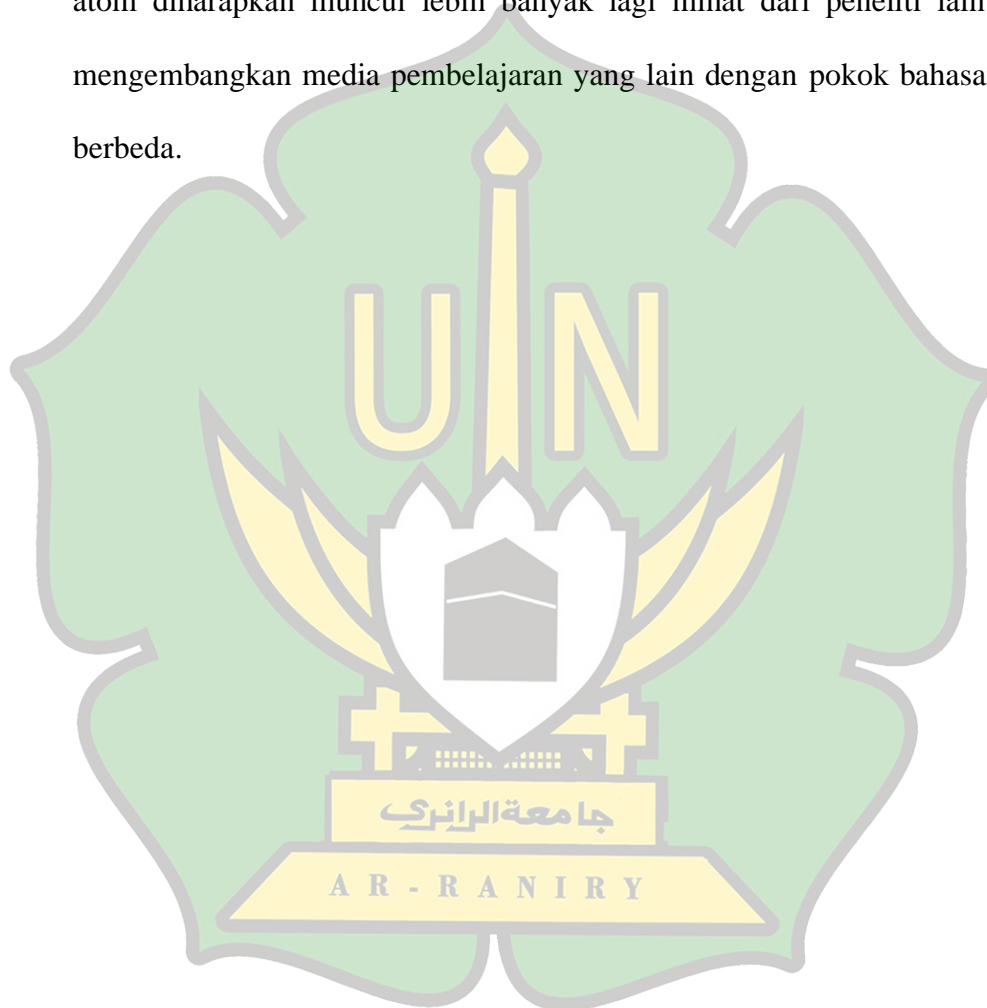 atom diharapkan muncul lebih banyak lagi minat dari peneliti lain
mengembangkan media pembelajaran yang lain dengan pokok bahasa
berbeda.
UIN
جامعة الرانري
AR-RANIRY